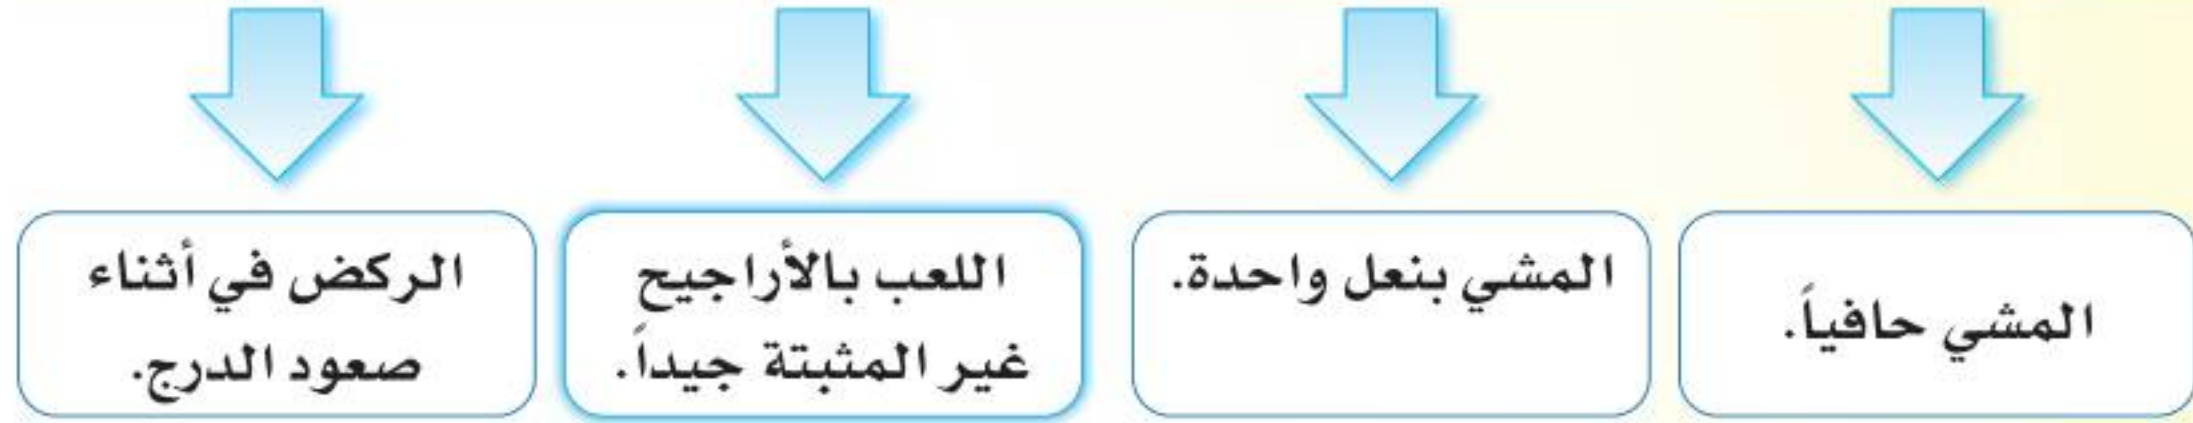 المشي حافياً.
المشي بنعل واحدة.
اللعب بالأراجيح
غير المثبتة جيداً.
الركض في أثناء
صعود الدرج.